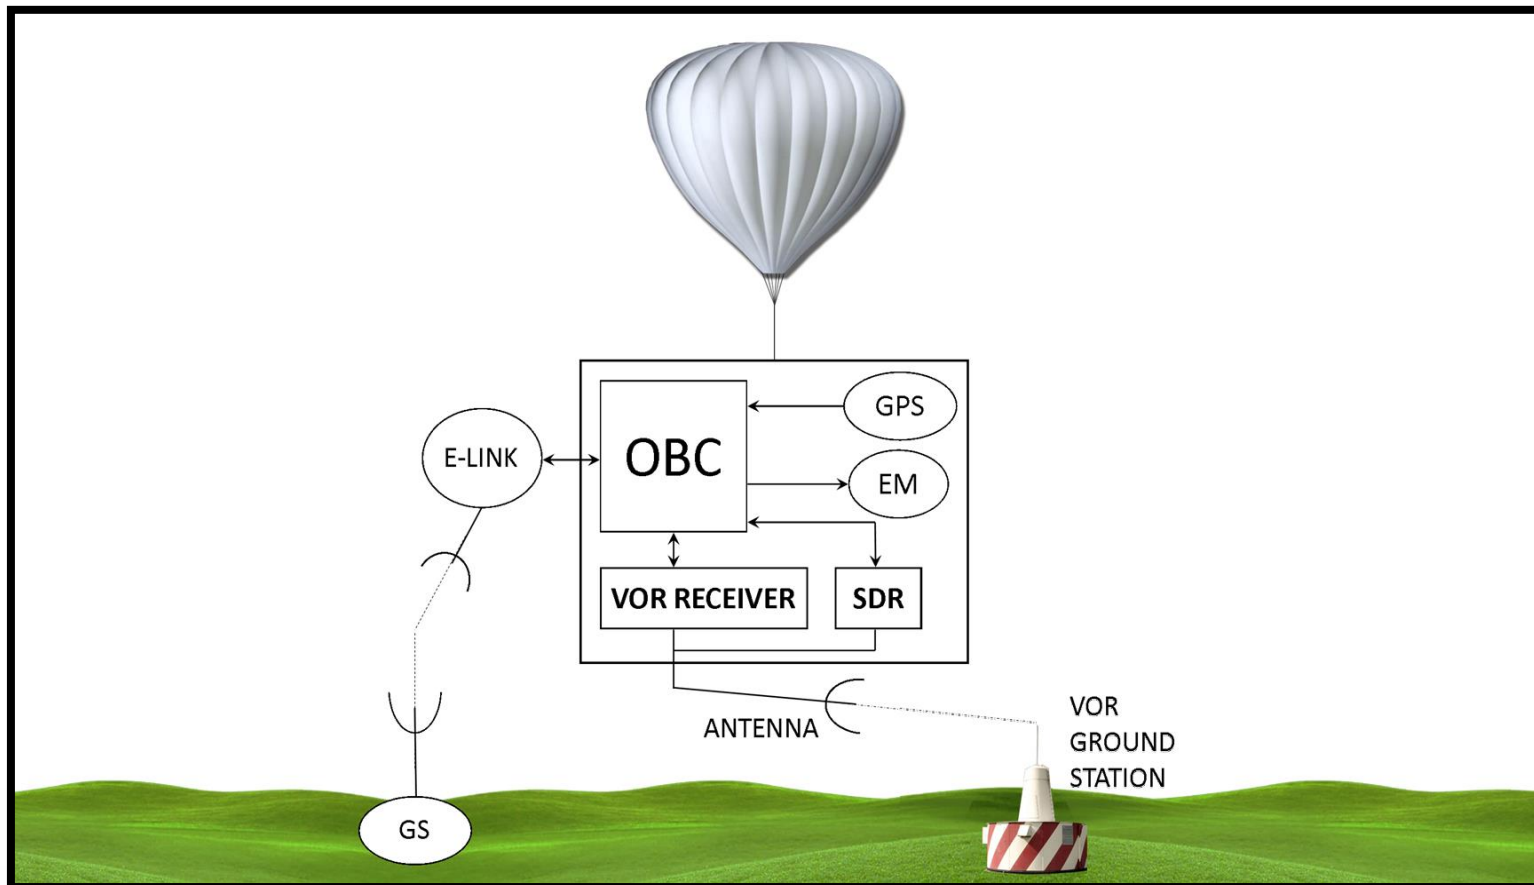 GPS
OBC
E-LINK
EM
VOR RECEIVER
SDR
ANTENNA
VOR
GROUND
STATION
GS